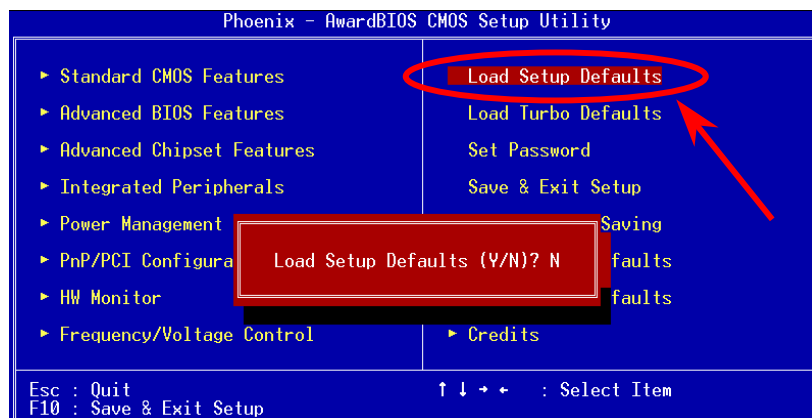 Phoenix - AwardBIOS CMOS Setup Utility
► Standard CMOS Features
► Advanced BIOS Features
► Advanced Chipset Features
► Integrated Peripherals
► Power Management
► PnP/PCI Configura
► HW Monitor
► Frequency/Voltage Control
Load Setup Defaults
Load Turbo Defaults
Set Password
Save & Exit Setup
Saving
faults
faults
► Credits
Load Setup Defaults (Y/N)? N
Esc : Quit
F10 : Save & Exit Setup
↑ ↓ → ← : Select Item